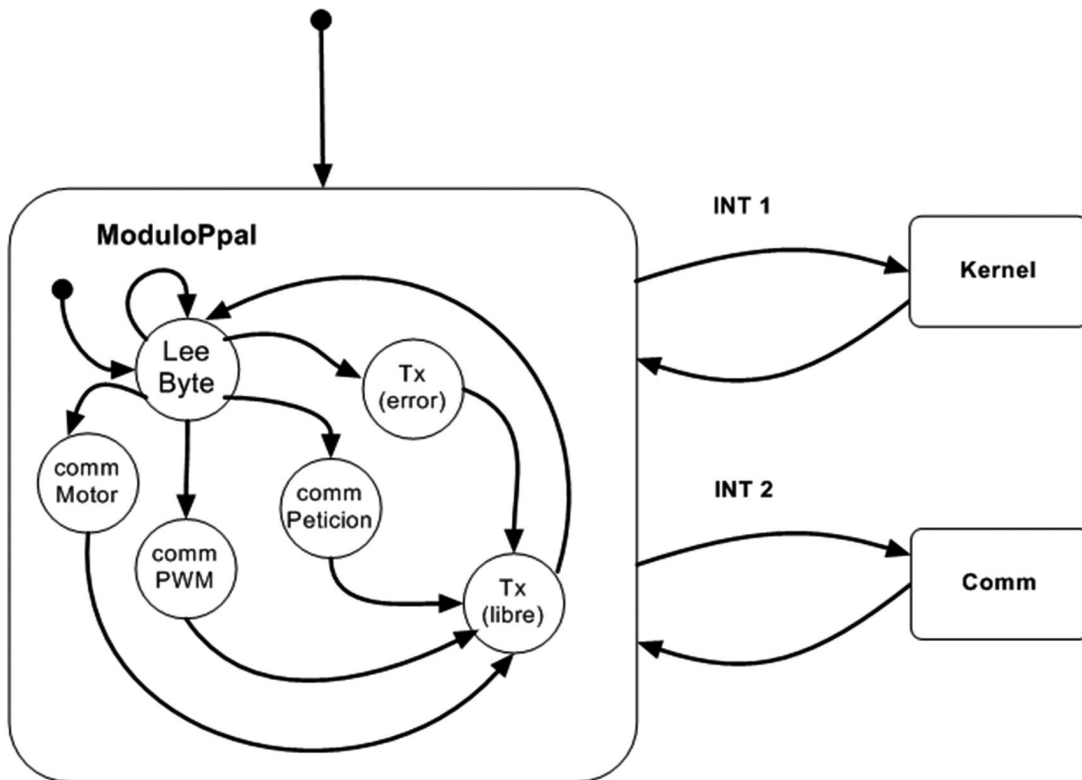 ModuloPpal
Lee
Byte
Tx
(error)
comm
Motor
comm
Peticion
comm
PWM
Tx
(libre)
INT 1
Kernel
INT 2
Comm